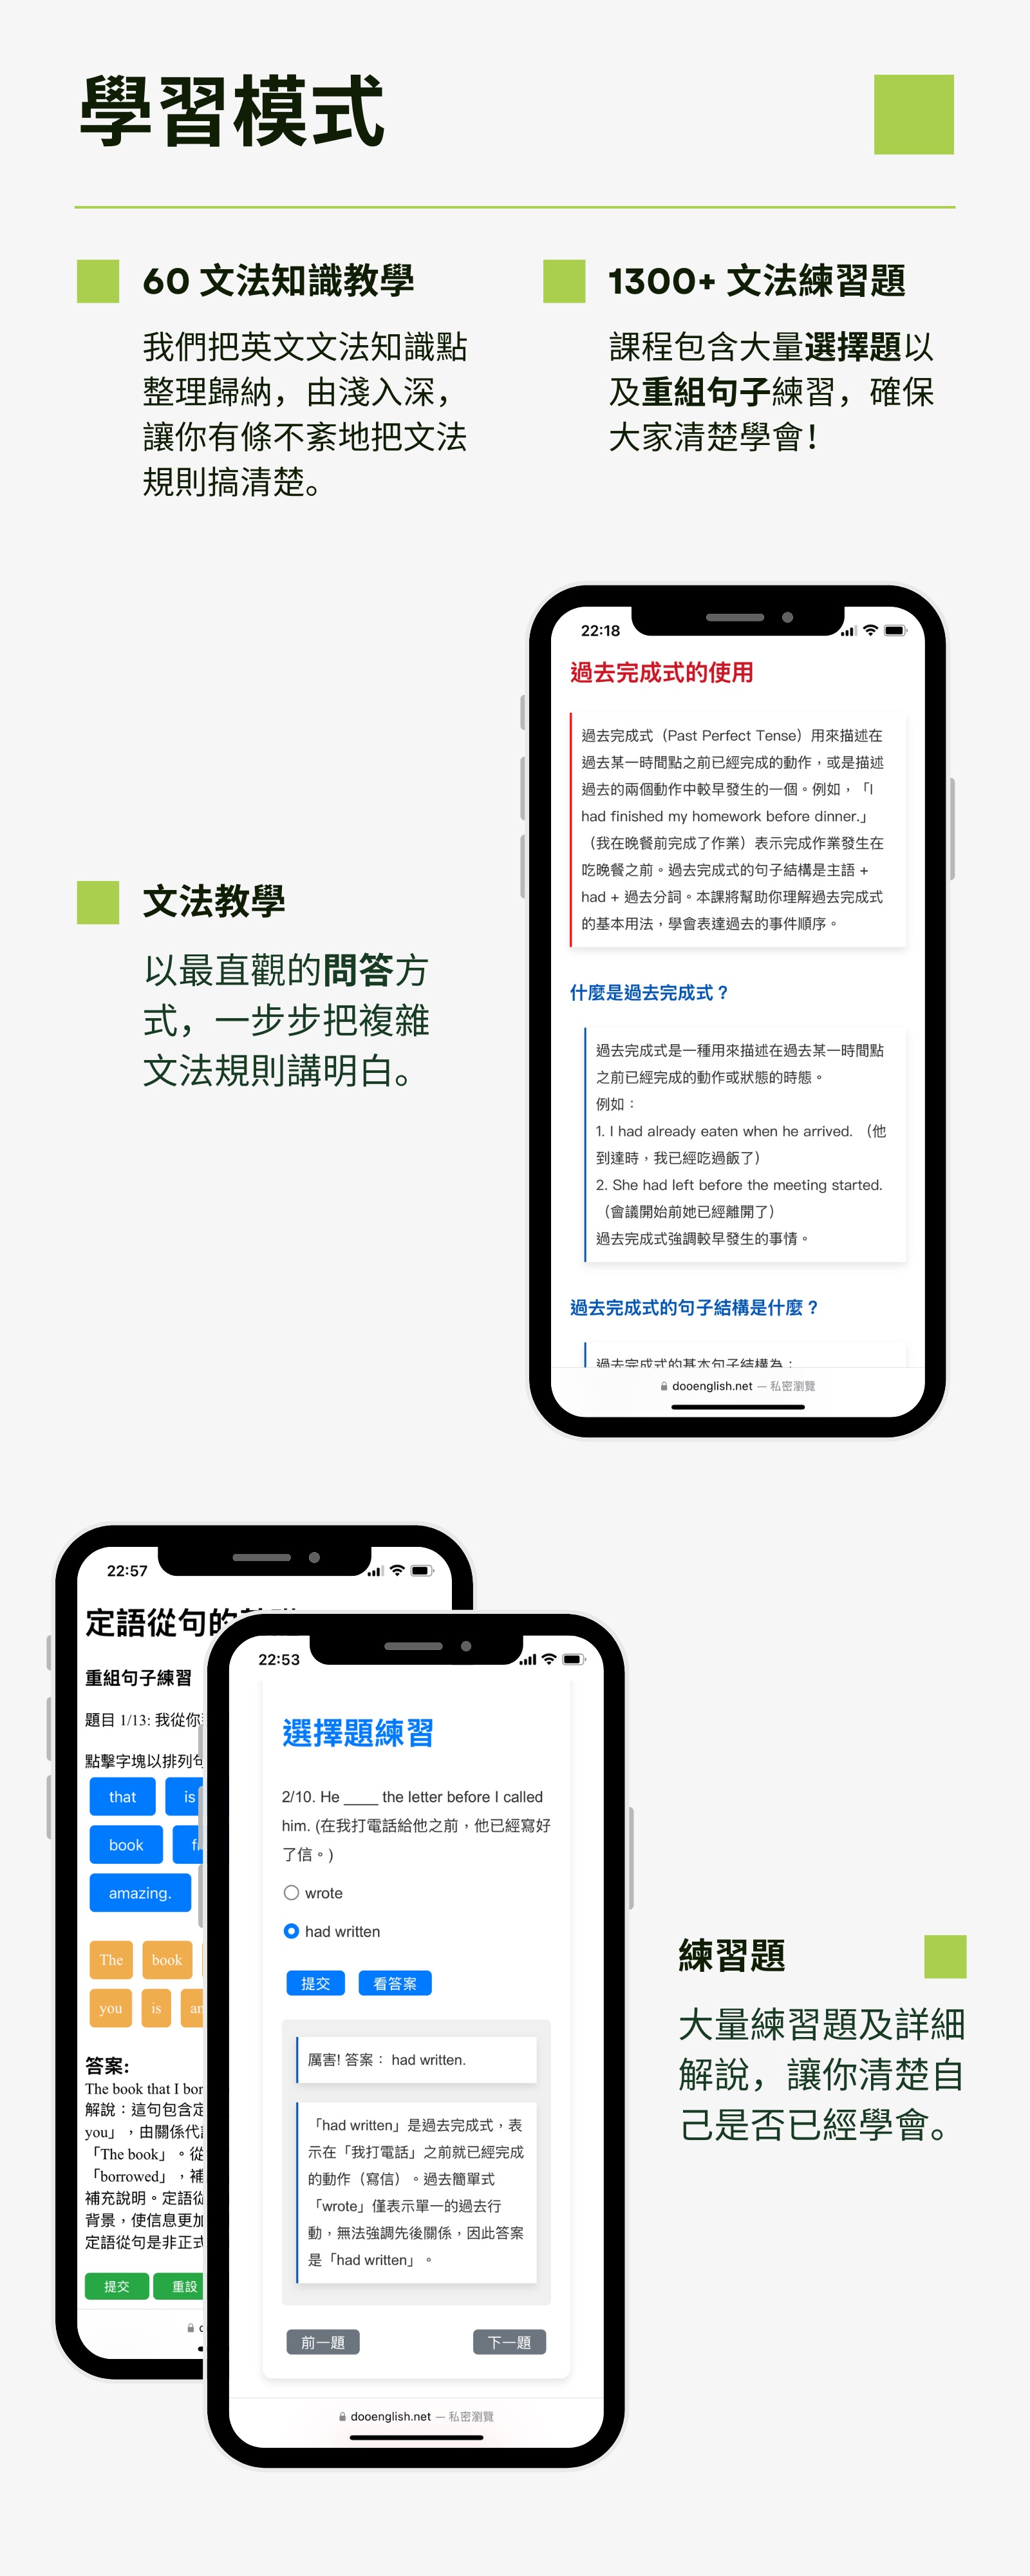 學習模式
60 文法知識教學
我們把英文文法知識點
整理歸納，由淺入深，
讓你有條不紊地把文法
規則搞清楚。
1300+ 文法練習題
課程包含大量選擇題以
及重組句子練習，確保
大家清楚學會！
22:18
過去完成式的使用
過去完成式（Past Perfect Tense）用來描述在
過去某一時間點之前已經完成的動作，或是描述
過去的兩個動作中較早發生的一個。例如，「I
had finished my homework before dinner.」
（我在晚餐前完成了作業）表示完成作業發生在
吃晚餐之前。過去完成式的句子結構是主語 +
had + 過去分詞。本課將幫助你理解過去完成式
的基本用法，學會表達過去的事件順序。
什麼是過去完成式？
過去完成式是一種用來描述在過去某一時間點
之前已經完成的動作或狀態的時態。
例如：
1. I had already eaten when he arrived. （他
到達時，我已經吃過飯了）
2. She had left before the meeting started.
（會議開始前她已經離開了）
過去完成式強調較早發生的事情。
過去完成式的句子結構是什麼？
過去完成式的基本句子結構為：
dooenglish.net — 私密瀏覽
文法教學
以最直觀的問答方
式，一步步把複雜
文法規則講明白。
22:57
定語從句的
重組句子練習
題目 1/13: 我從你
點擊字塊以排列句
that is
book
amazing.
The book
you is
答案:
The book that I bor
解說：這句包含定
you」，由關係代
「The book」。從
「borrowed」，補
補充說明。定語從
背景，使信息更加
定語從句是非正式
提交 重設
22:53
選擇題練習
2/10. He ____ the letter before I called
him. (在我打電話給他之前，他已經寫好
了信。)
wrote
had written
提交 看答案
厲害! 答案： had written.
「had written」是過去完成式，表
示在「我打電話」之前就已經完成
的動作（寫信）。過去簡單式
「wrote」僅表示單一的過去行
動，無法強調先後關係，因此答案
是「had written」。
前一題 下一題
dooenglish.net — 私密瀏覽
練習題
大量練習題及詳細
解說，讓你清楚自
己是否已經學會。